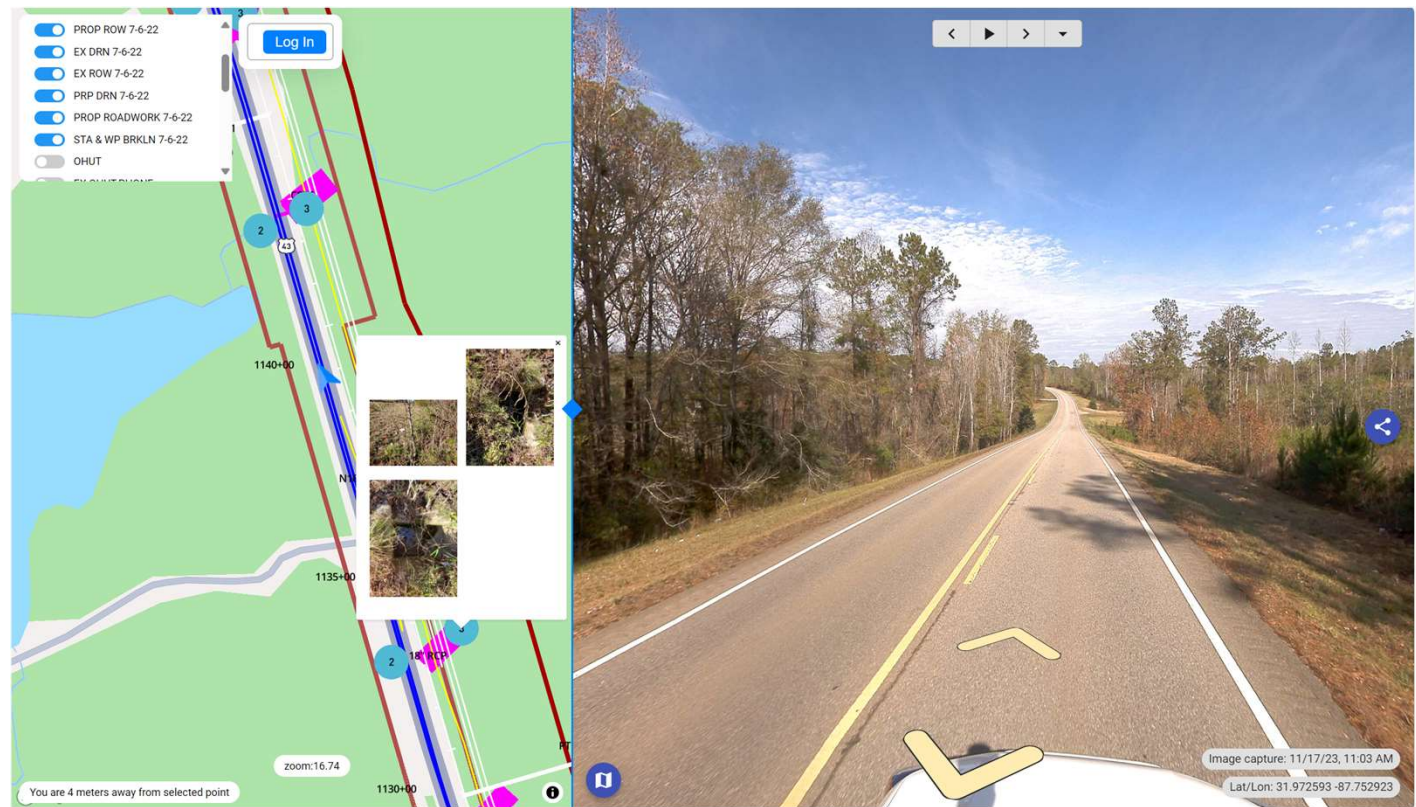 3
PROP ROW 7-6-22
EX DRN 7-6-22
EX ROW 7-6-22
PRP DRN 7-6-22
PROP ROADWORK 7-6-22
STA & WP BRKLN 7-6-22
OHUT
Log In
3
2
43
1140+00
1135+00
3
2
18" RCP
zoom:16.74
You are 4 meters away from selected point
1130+00
Image capture: 11/17/23, 11:03 AM
Lat/Lon: 31.972593 -87.752923